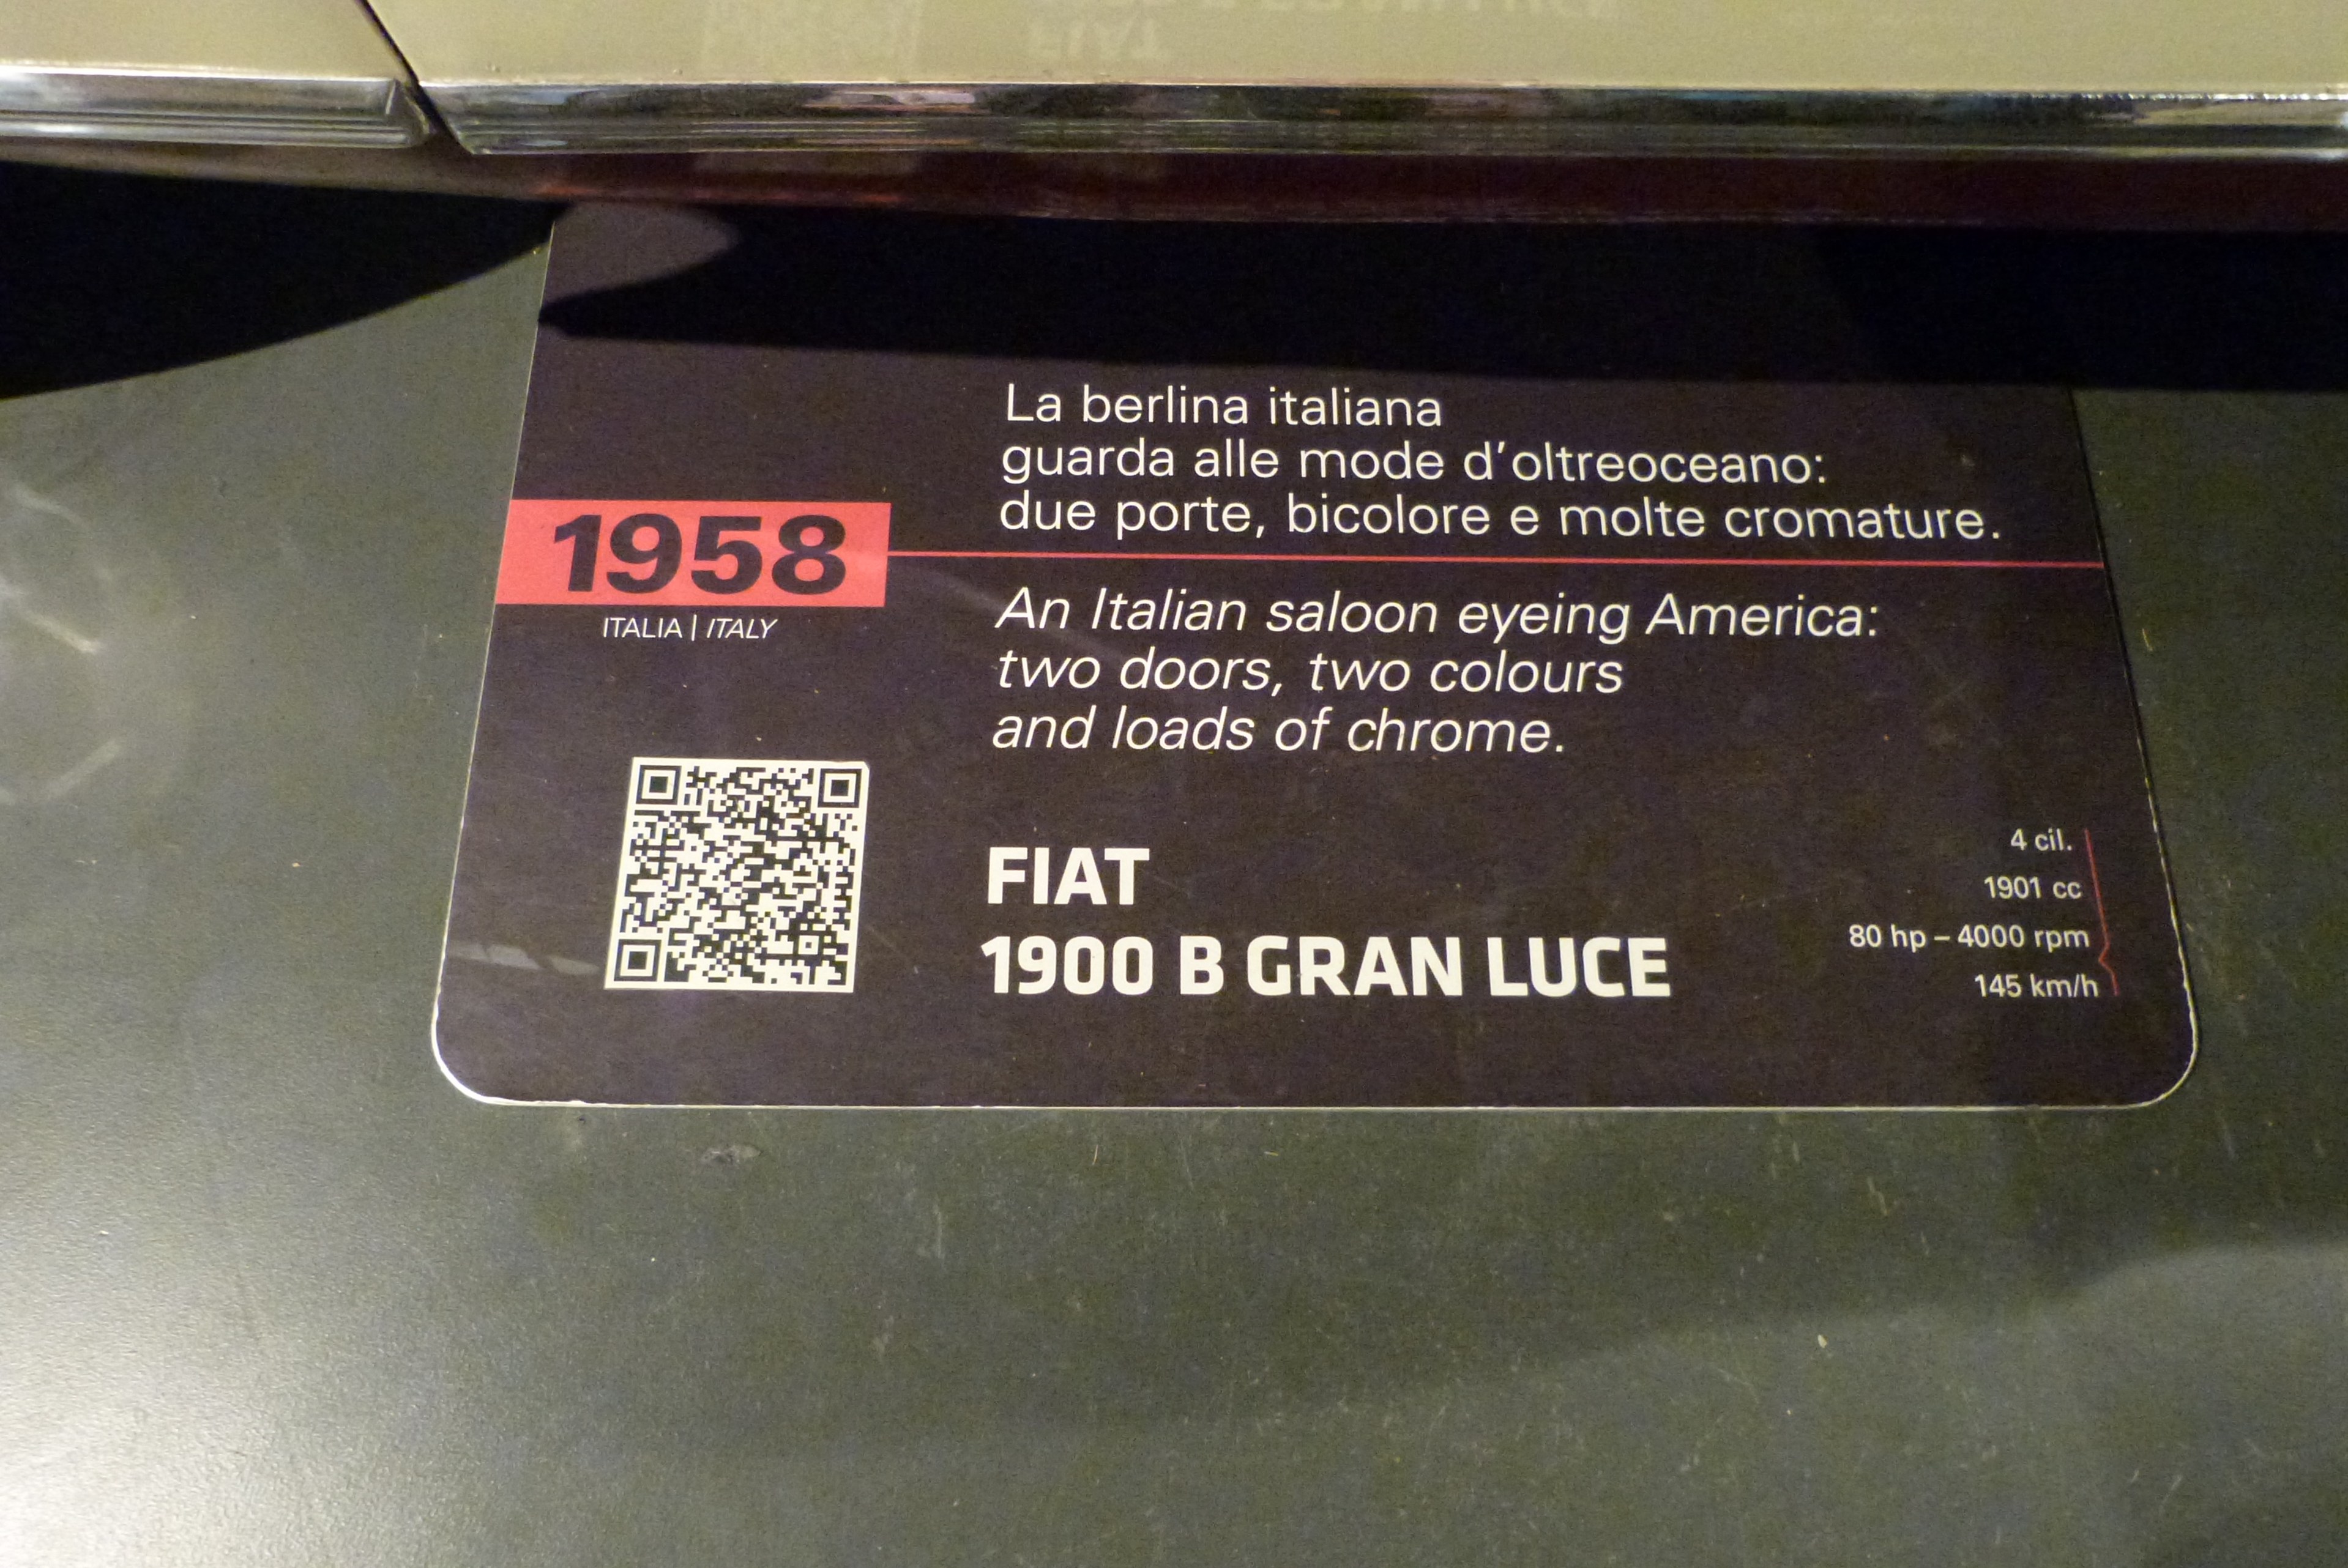 La berlina italiana
guarda alle mode d'oltreoceano:
due porte, bicolore e molte cromature.
1958
ITALIA | ITALY
An Italian saloon eyeing America:
two doors, two colours
and loads of chrome.
FIAT
1900 B GRAN LUCE
4 cil.
1901 cc
80 hp – 4000 rpm
145 km/h